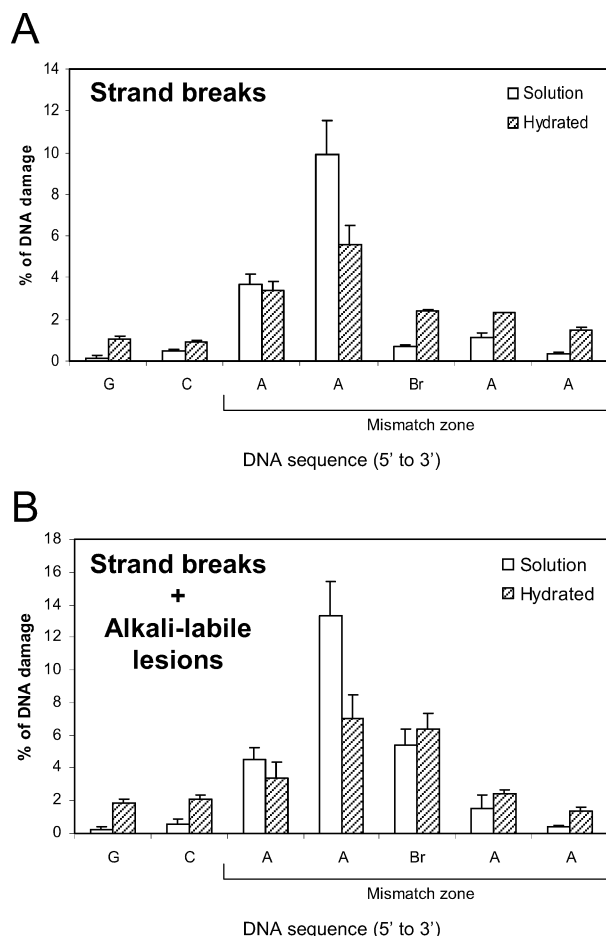 A
14
12
10
8
6
4
2
0
% of DNA damage
Strand breaks
Solution
Hydrated
G C A A Br A A
Mismatch zone
DNA sequence (5’ to 3’)
B
18
16
14
12
10
8
6
4
2
0
% of DNA damage
Strand breaks
+
Alkali-labile
lesions
Solution
Hydrated
G C A A Br A A
Mismatch zone
DNA sequence (5’ to 3’)